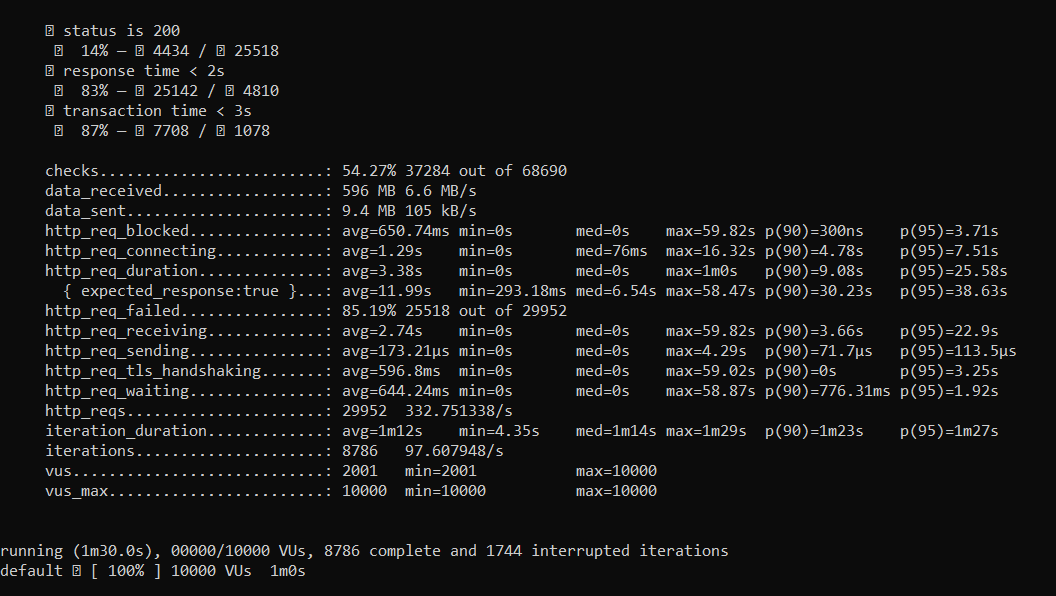 ⍰ status is 200
⍰ 14% — ⍰ 4434 / ⍰ 25518
⍰ response time < 2s
⍰ 83% — ⍰ 25142 / ⍰ 4810
⍰ transaction time < 3s
⍰ 87% — ⍰ 7708 / ⍰ 1078
checks.........................: 54.27% 37284 out of 68690
data_received..................: 596 MB 6.6 MB/s
data_sent......................: 9.4 MB 105 kB/s
http_req_blocked...............: avg=650.74ms min=0s med=0s max=59.82s p(90)=300ns p(95)=3.71s
http_req_connecting............: avg=1.29s min=0s med=76ms max=16.32s p(90)=4.78s p(95)=7.51s
http_req_duration..............: avg=3.38s min=0s med=0s max=1m0s p(90)=9.08s p(95)=25.58s
{ expected_response:true }...: avg=11.99s min=293.18ms med=6.54s max=58.47s p(90)=30.23s p(95)=38.63s
http_req_failed................: 85.19% 25518 out of 29952
http_req_receiving.............: avg=2.74s min=0s med=0s max=59.82s p(90)=3.66s p(95)=22.9s
http_req_sending...............: avg=173.21µs min=0s med=0s max=4.29s p(90)=71.7µs p(95)=113.5µs
http_req_tls_handshaking.......: avg=596.8ms min=0s med=0s max=59.02s p(90)=0s p(95)=3.25s
http_req_waiting...............: avg=644.24ms min=0s med=0s max=58.87s p(90)=776.31ms p(95)=1.92s
http_reqs......................: 29952 332.751338/s
iteration_duration.............: avg=1m12s min=4.35s med=1m14s max=1m29s p(90)=1m23s p(95)=1m27s
iterations.....................: 8786 97.607948/s
vus............................: 2001 min=2001 max=10000
vus_max........................: 10000 min=10000 max=10000
running (1m30.0s), 00000/10000 VUs, 8786 complete and 1744 interrupted iterations
default ⍰ [ 100% ] 10000 VUs 1m0s